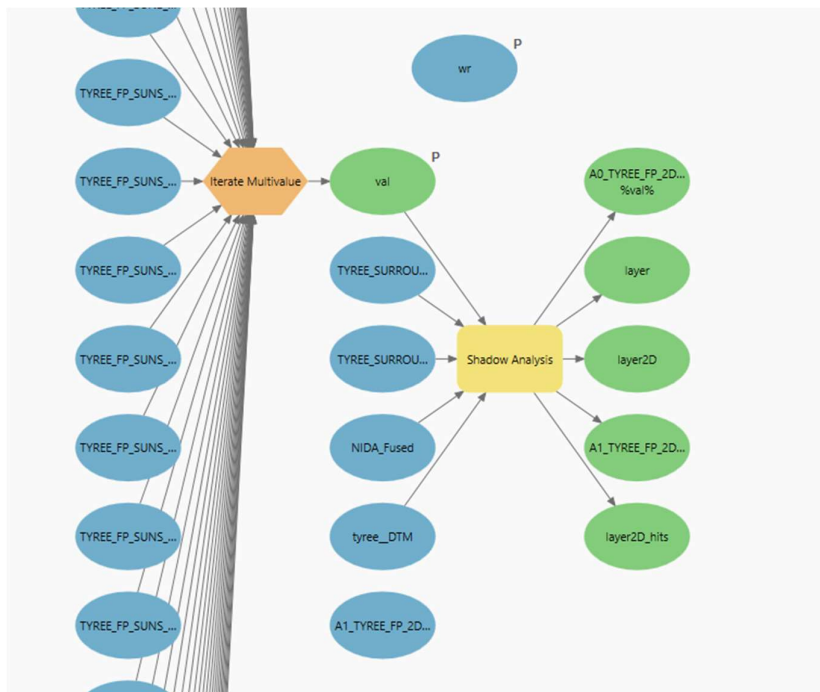 wr
P
TYREE_FP_SUNS_...
TYREE_FP_SUNS_...
Iterate Multivalue
val
P
A0_TYREE_FP_2D...
%val%
TYREE_FP_SUNS_...
TYREE_SURROU...
layer
TYREE_FP_SUNS_...
TYREE_SURROU...
Shadow Analysis
layer2D
TYREE_FP_SUNS_...
NIDA_Fused
A1_TYREE_FP_2D...
TYREE_FP_SUNS_...
tyree__DTM
layer2D_hits
TYREE_FP_SUNS_...
A1_TYREE_FP_2D...